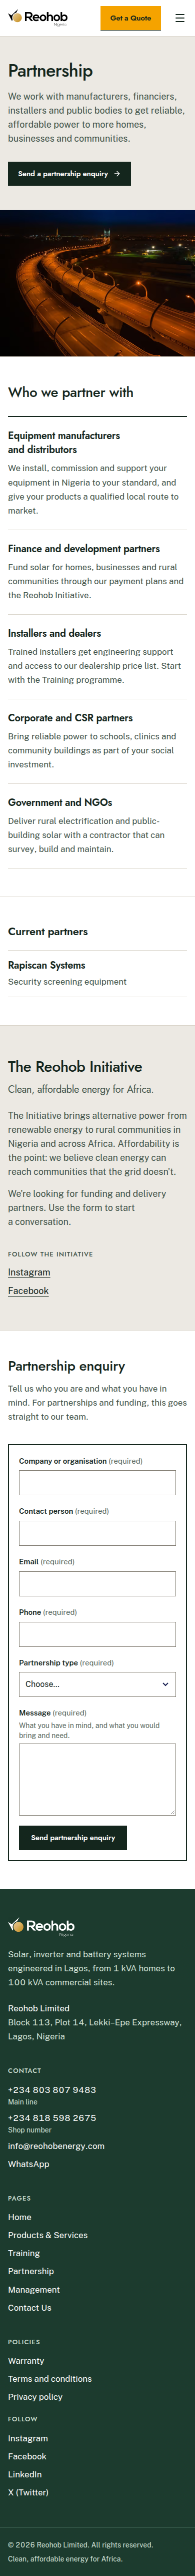 Reohob
Nigeria
Get a Quote
Partnership
We work with manufacturers, financiers,
installers and public bodies to get reliable,
affordable power to more homes,
businesses and communities.
Send a partnership enquiry →
Who we partner with
Equipment manufacturers
and distributors
We install, commission and support your
equipment in Nigeria to your standard, and
give your products a qualified local route to
market.
Finance and development partners
Fund solar for homes, businesses and rural
communities through our payment plans and
the Reohob Initiative.
Installers and dealers
Trained installers get engineering support
and access to our dealership price list. Start
with the Training programme.
Corporate and CSR partners
Bring reliable power to schools, clinics and
community buildings as part of your social
investment.
Government and NGOs
Deliver rural electrification and public-
building solar with a contractor that can
survey, build and maintain.
Current partners
Rapiscan Systems
Security screening equipment
The Reohob Initiative
Clean, affordable energy for Africa.
The Initiative brings alternative power from
renewable energy to rural communities in
Nigeria and across Africa. Affordability is
the point: we believe clean energy can
reach communities that the grid doesn't.
We're looking for funding and delivery
partners. Use the form to start
a conversation.
FOLLOW THE INITIATIVE
Instagram
Facebook
Partnership enquiry
Tell us who you are and what you have in
mind. For partnerships and funding, this goes
straight to our team.
Company or organisation (required)
Contact person (required)
Email (required)
Phone (required)
Partnership type (required)
Choose...
Message (required)
What you have in mind, and what you would
bring and need.
Send partnership enquiry
Reohob
Nigeria
Solar, inverter and battery systems
engineered in Lagos, from 1 kVA homes to
100 kVA commercial sites.
Reohob Limited
Block 113, Plot 14, Lekki–Epe Expressway,
Lagos, Nigeria
CONTACT
+234 803 807 9483
Main line
+234 818 598 2675
Shop number
info@reohobenergy.com
WhatsApp
PAGES
Home
Products & Services
Training
Partnership
Management
Contact Us
POLICIES
Warranty
Terms and conditions
Privacy policy
FOLLOW
Instagram
Facebook
LinkedIn
X (Twitter)
© 2026 Reohob Limited. All rights reserved.
Clean, affordable energy for Africa.